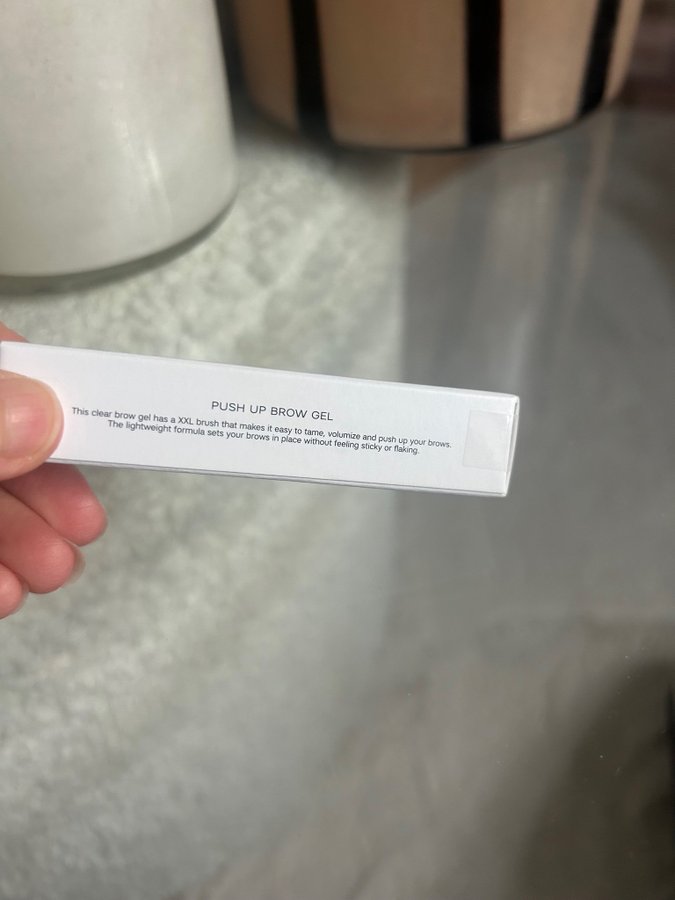 PUSH UP BROW GEL
This clear brow gel has a XXL brush that makes it easy to tame, volumize and push up your brows.
The lightweight formula sets your brows in place without feeling sticky or flaking.